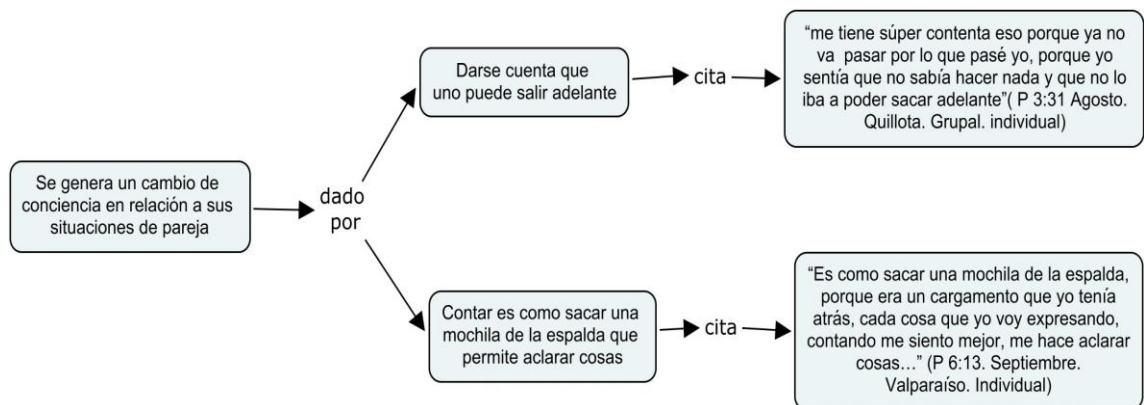 Se genera un cambio de
conciencia en relación a sus
situaciones de pareja
dado
por
Darse cuenta que
uno puede salir adelante
cita
“me tiene súper contenta eso porque ya no
va pasar por lo que pasé yo, porque yo
sentía que no sabía hacer nada y que no lo
iba a poder sacar adelante”( P 3:31 Agosto.
Quillota. Grupal. individual)
Contar es como sacar una
mochila de la espalda que
permite aclarar cosas
cita
“Es como sacar una mochila de la espalda,
porque era un cargamento que yo tenía
atrás, cada cosa que yo voy expresando,
contando me siento mejor, me hace aclarar
cosas…” (P 6:13. Septiembre.
Valparaíso. Individual)